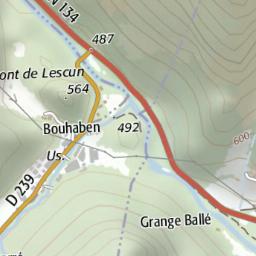 N 134
487
ont de Lescun
564
Bouhaben
492
Us.
D 239
600
Grange Ballé